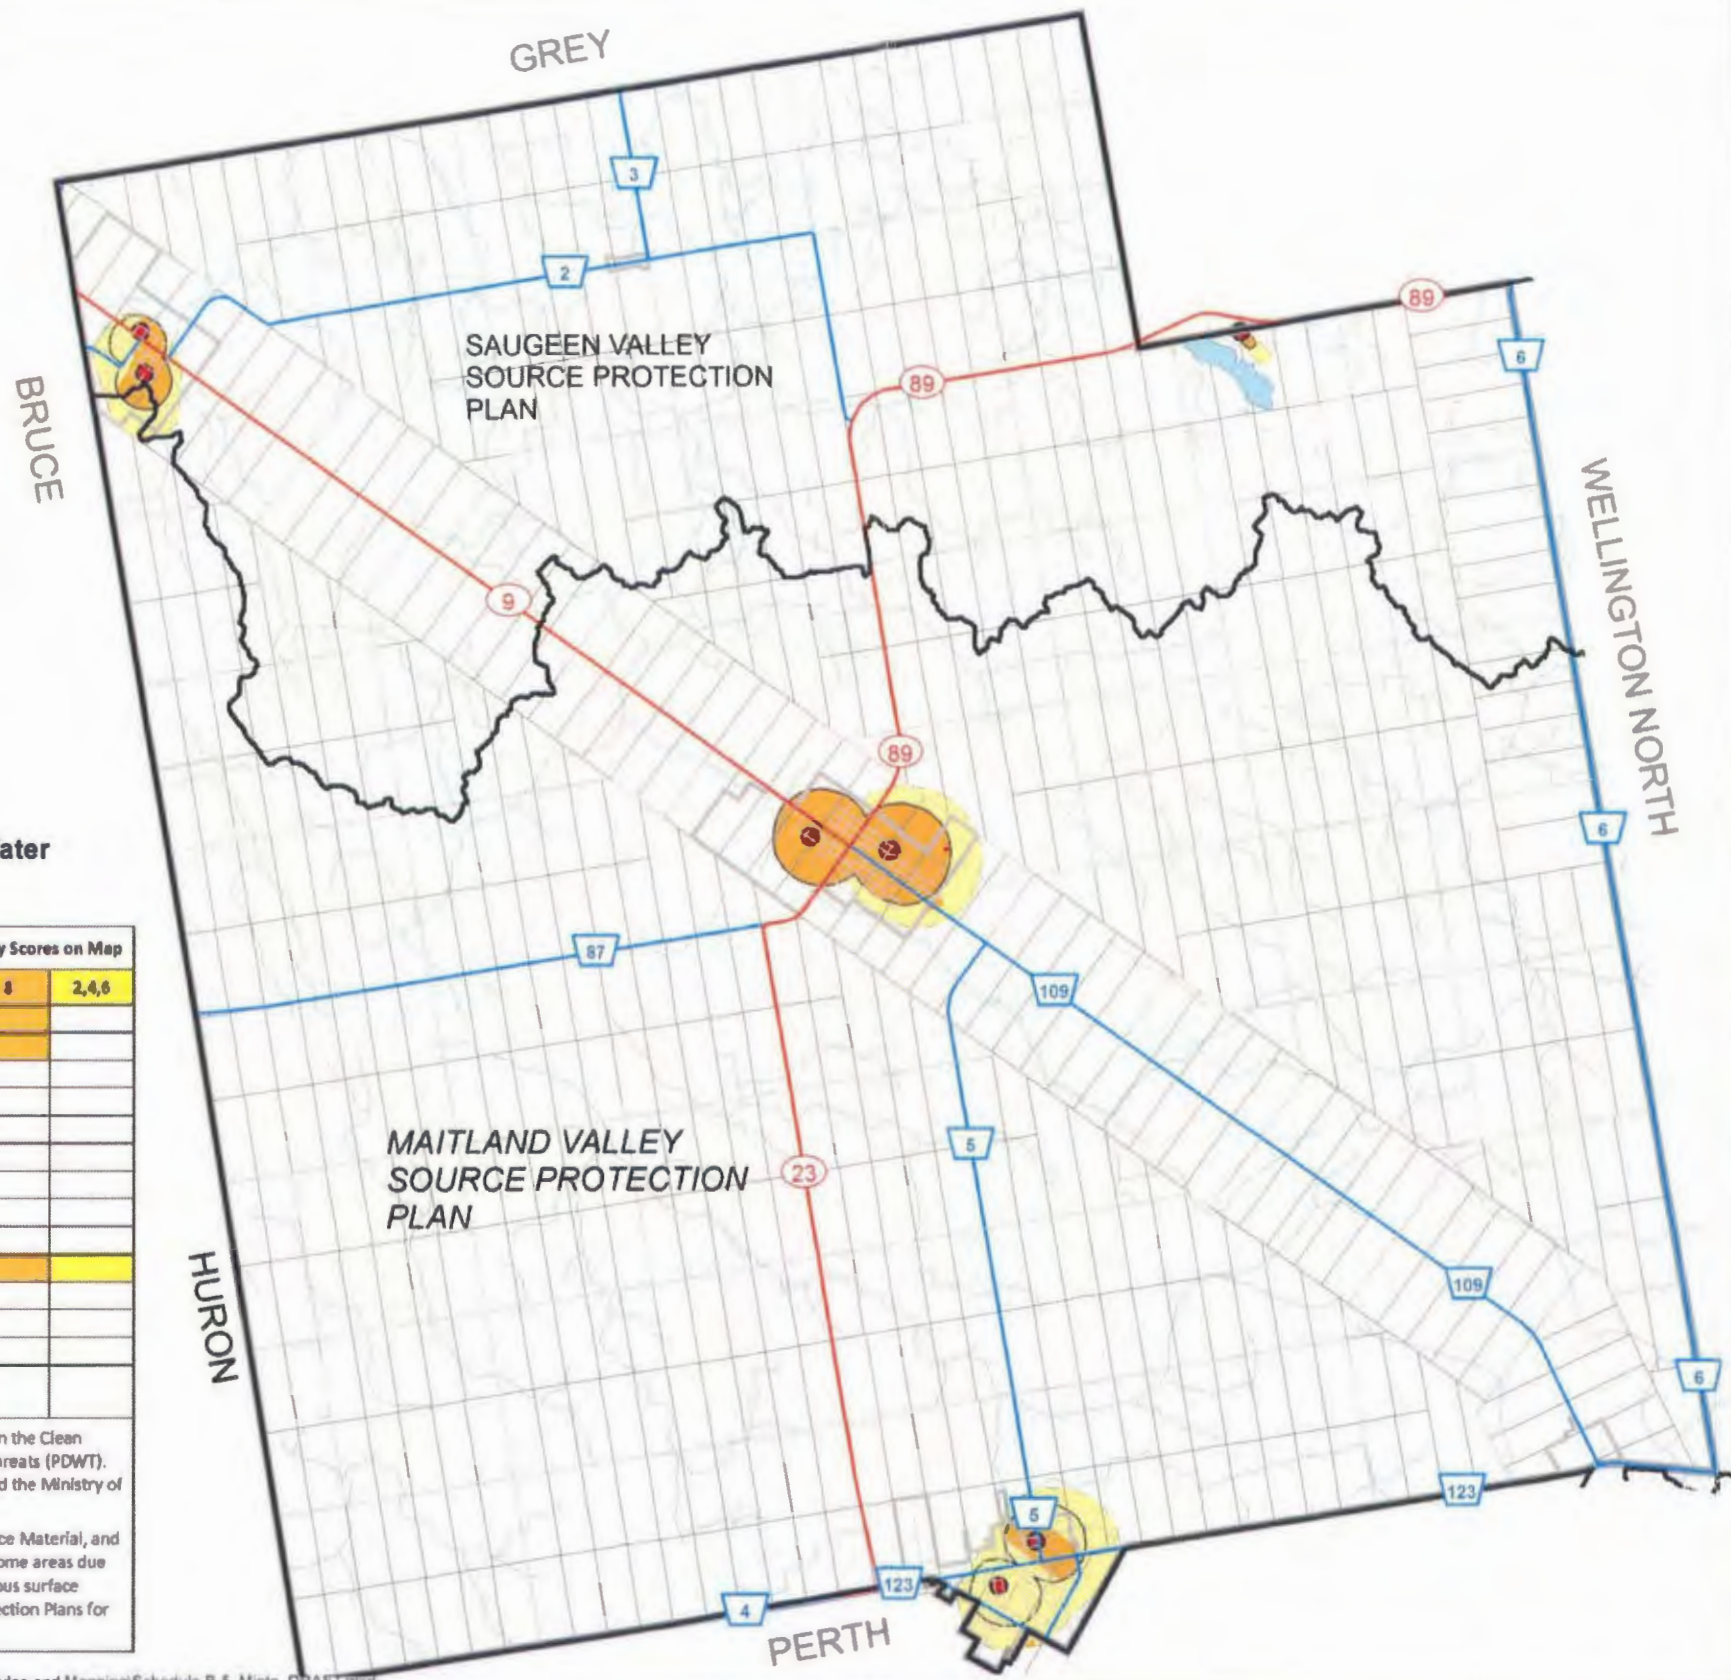 GREY
3
2
SAUGEEN VALLEY
SOURCE PROTECTION
PLAN
89
89
6
BRUCE
WELLINGTON NORTH
9
89
6
ater
y Scores on Map
8
2,4,6
87
109
MAITLAND VALLEY
SOURCE PROTECTION
PLAN
5
23
HURON
109
6
n the Clean
reats (PDWT).
d the Ministry of
ce Material, and
ome areas due
ous surface
ection Plans for
5
123
123
4
PERTH